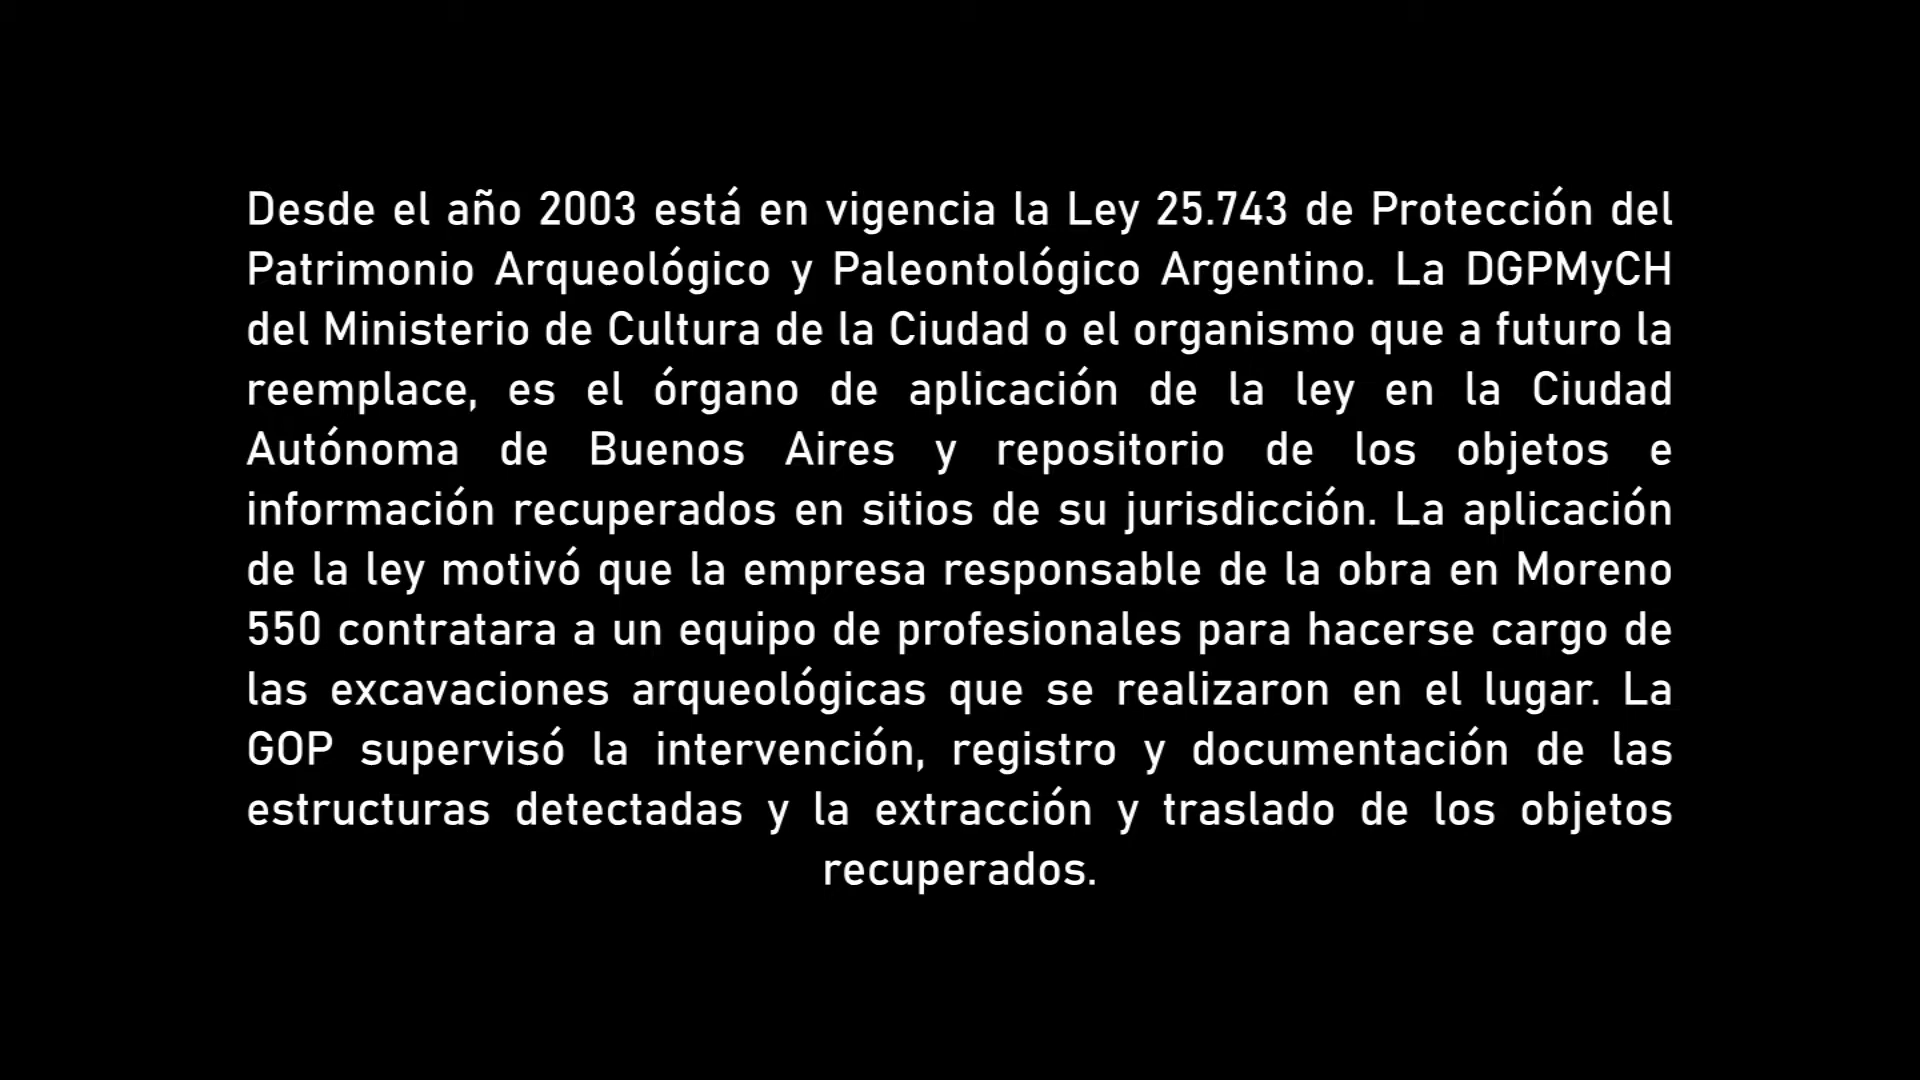 Desde el año 2003 está en vigencia la Ley 25.743 de Protección del
Patrimonio Arqueológico y Paleontológico Argentino. La DGPMyCH
del Ministerio de Cultura de la Ciudad o el organismo que a futuro la
reemplace, es el órgano de aplicación de la ley en la Ciudad
Autónoma de Buenos Aires y repositorio de los objetos e
información recuperados en sitios de su jurisdicción. La aplicación
de la ley motivó que la empresa responsable de la obra en Moreno
550 contratara a un equipo de profesionales para hacerse cargo de
las excavaciones arqueológicas que se realizaron en el lugar. La
GOP supervisó la intervención, registro y documentación de las
estructuras detectadas y la extracción y traslado de los objetos
recuperados.